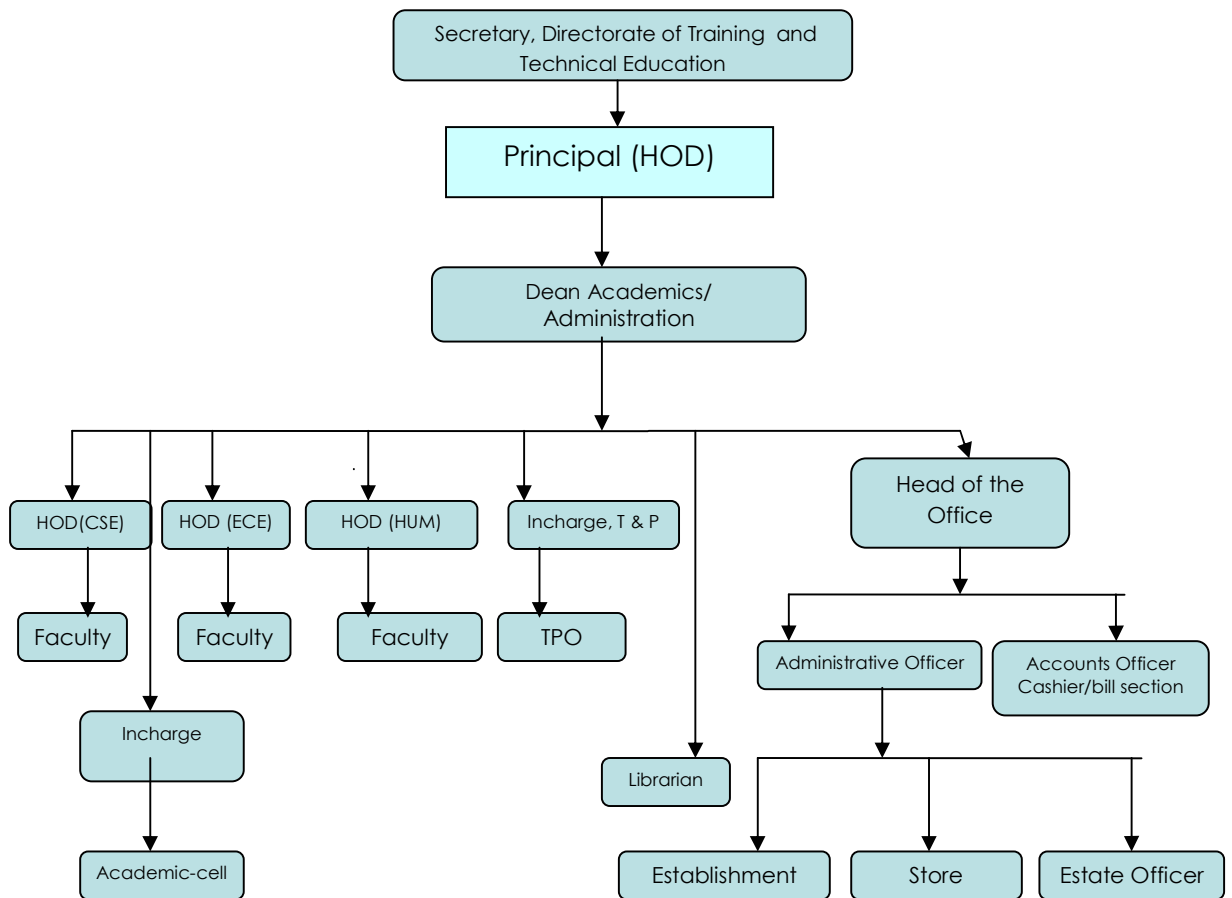 Secretary, Directorate of Training and
Technical Education
Principal (HOD)
Dean Academics/
Administration
HOD(CSE)
HOD (ECE)
HOD (HUM)
Incharge, T & P
Head of the
Office
Faculty
Faculty
Faculty
TPO
Administrative Officer
Accounts Officer
Cashier/bill section
Incharge
Librarian
Academic-cell
Establishment
Store
Estate Officer